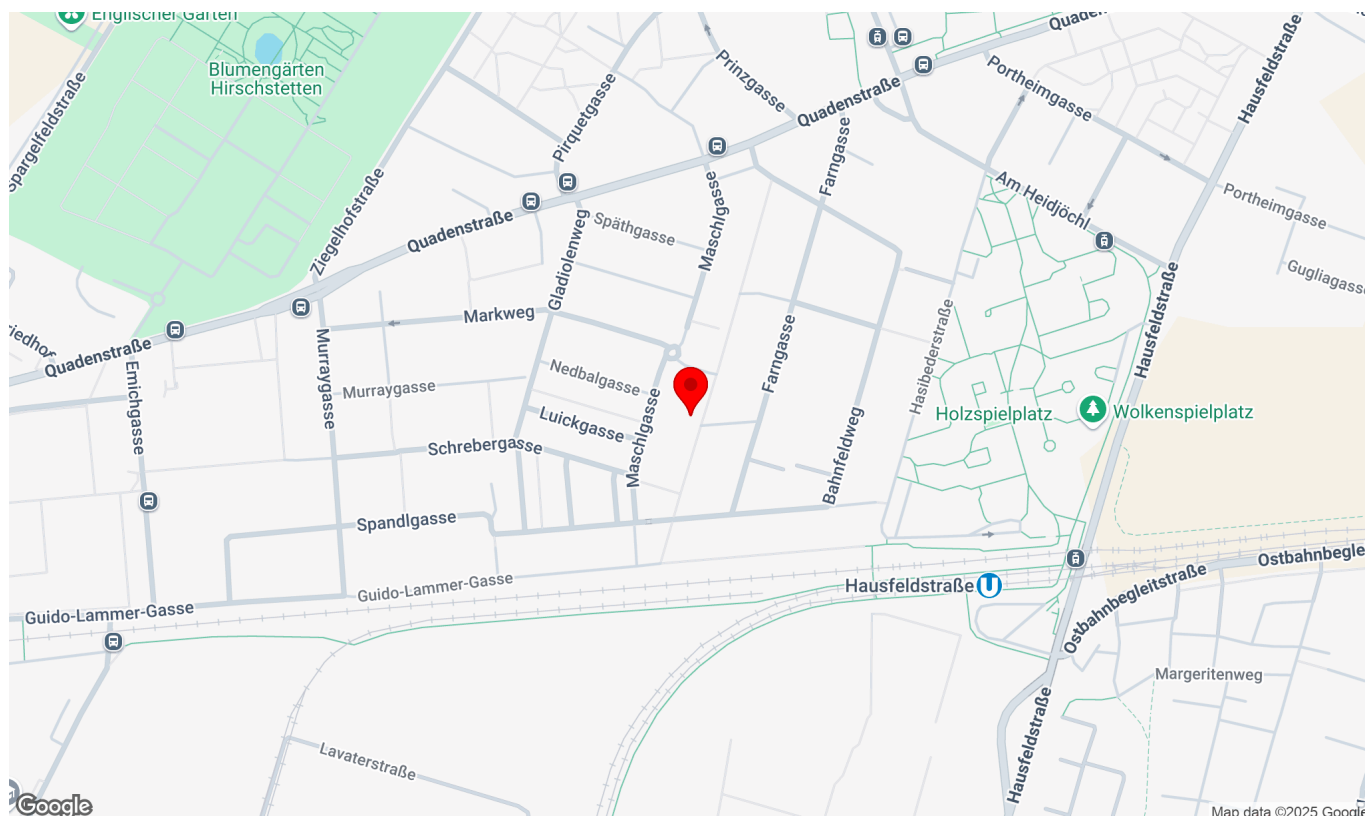 Englischer Garten
Blumengärten
Hirschstetten
Spargelfeldstraße
Ziegelhofstraße
Pirquetgasse
Prinzgasse
Quadenstraße
Portheimgasse
Hausfeldstraße
Farngasse
Maschlgasse
Am Heidjöchl
Portheimgasse
Gugliagasse
Quadenstraße
Späthgasse
Gladiolenweg
Markweg
Quadenstraße
Emichgasse
Murraygasse
Murraygasse
Nedbalgasse
Luickgasse
Schrebergasse
Maschlgasse
Farngasse
Bahnfeldweg
Hasibederstraße
Hausfeldstraße
Holzspielplatz
Wolkenspielplatz
Spandlgasse
Guido-Lammer-Gasse
Guido-Lammer-Gasse
Hausfeldstraße
U
Ostbahnbegleitstraße
Margeritenweg
Hausfeldstraße
Lavaterstraße
Google
Map data ©2025 Google